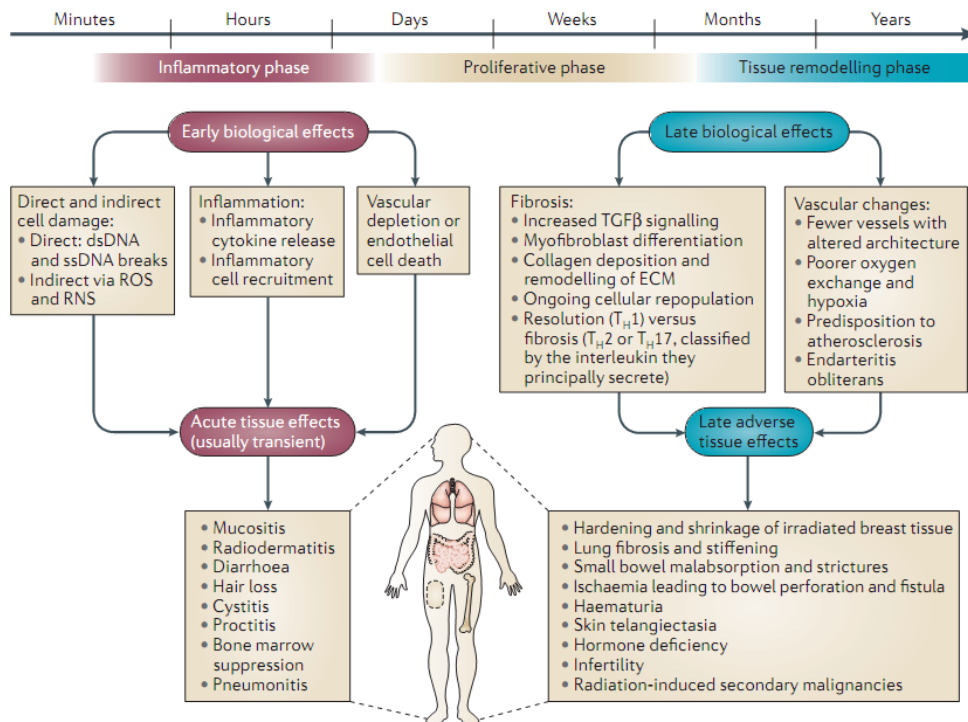 Minutes
Hours
Days
Weeks
Months
Years
Inflammatory phase
Proliferative phase
Tissue remodelling phase
Early biological effects
Late biological effects
Direct and indirect
cell damage:
• Direct: dsDNA
and ssDNA breaks
• Indirect via ROS
and RNS
Inflammation:
• Inflammatory
cytokine release
• Inflammatory
cell recruitment
Vascular
depletion or
endothelial
cell death
Fibrosis:
• Increased TGFβ signalling
• Myofibroblast differentiation
• Collagen deposition and
remodelling of ECM
• Ongoing cellular repopulation
• Resolution (TH1) versus
fibrosis (TH2 or TH17, classified
by the interleukin they
principally secrete)
Vascular changes:
• Fewer vessels with
altered architecture
• Poorer oxygen
exchange and
hypoxia
• Predisposition to
atherosclerosis
• Endarteritis
obliterans
Acute tissue effects
(usually transient)
Late adverse
tissue effects
• Mucositis
• Radiodermatitis
• Diarrhoea
• Hair loss
• Cystitis
• Proctitis
• Bone marrow
suppression
• Pneumonitis
• Hardening and shrinkage of irradiated breast tissue
• Lung fibrosis and stiffening
• Small bowel malabsorption and strictures
• Ischaemia leading to bowel perforation and fistula
• Haematuria
• Skin telangiectasia
• Hormone deficiency
• Infertility
• Radiation-induced secondary malignancies